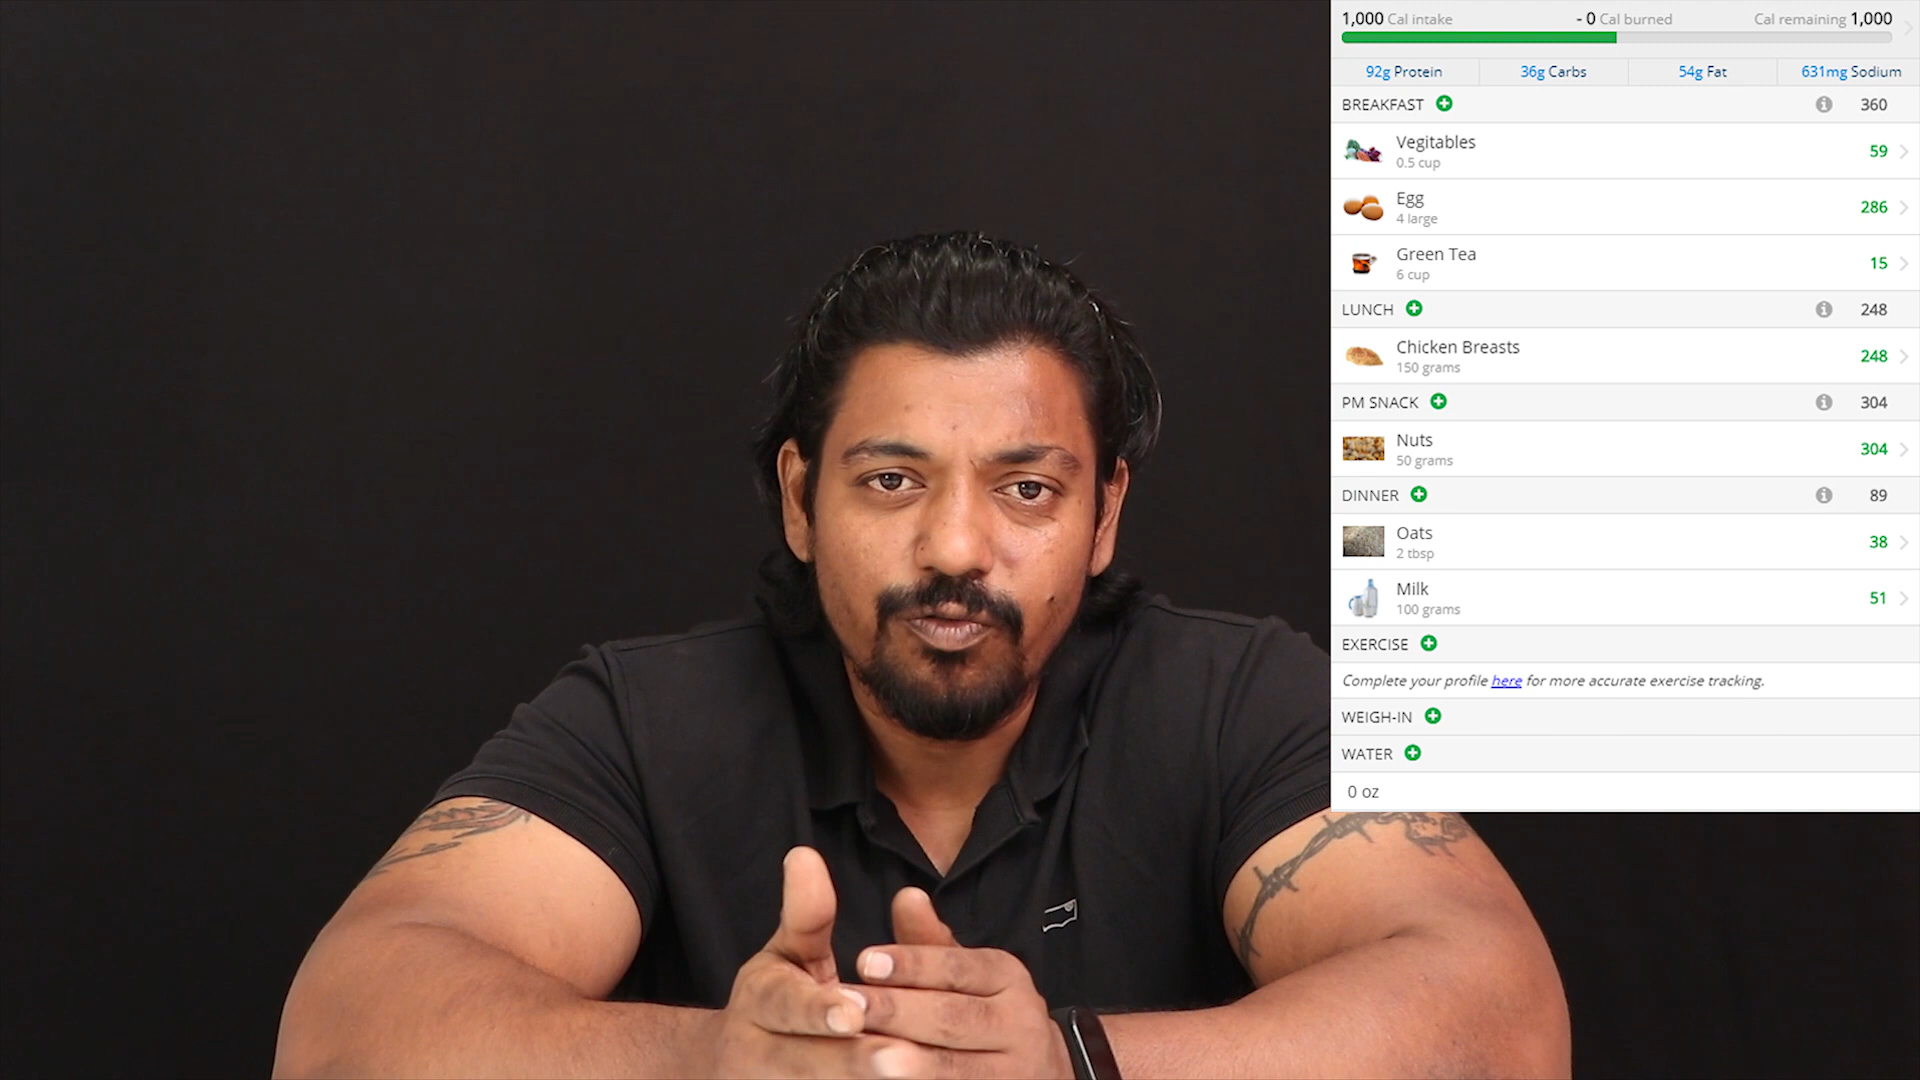 1,000 Cal intake - 0 Cal burned Cal remaining 1,000
92g Protein 36g Carbs 54g Fat 631mg Sodium
BREAKFAST 360
Vegitables 59
0.5 cup
Egg 286
4 large
Green Tea 15
6 cup
LUNCH 248
Chicken Breasts 248
150 grams
PM SNACK 304
Nuts 304
50 grams
DINNER 89
Oats 38
2 tbsp
Milk 51
100 grams
EXERCISE
Complete your profile here for more accurate exercise tracking.
WEIGH-IN
WATER
0 oz